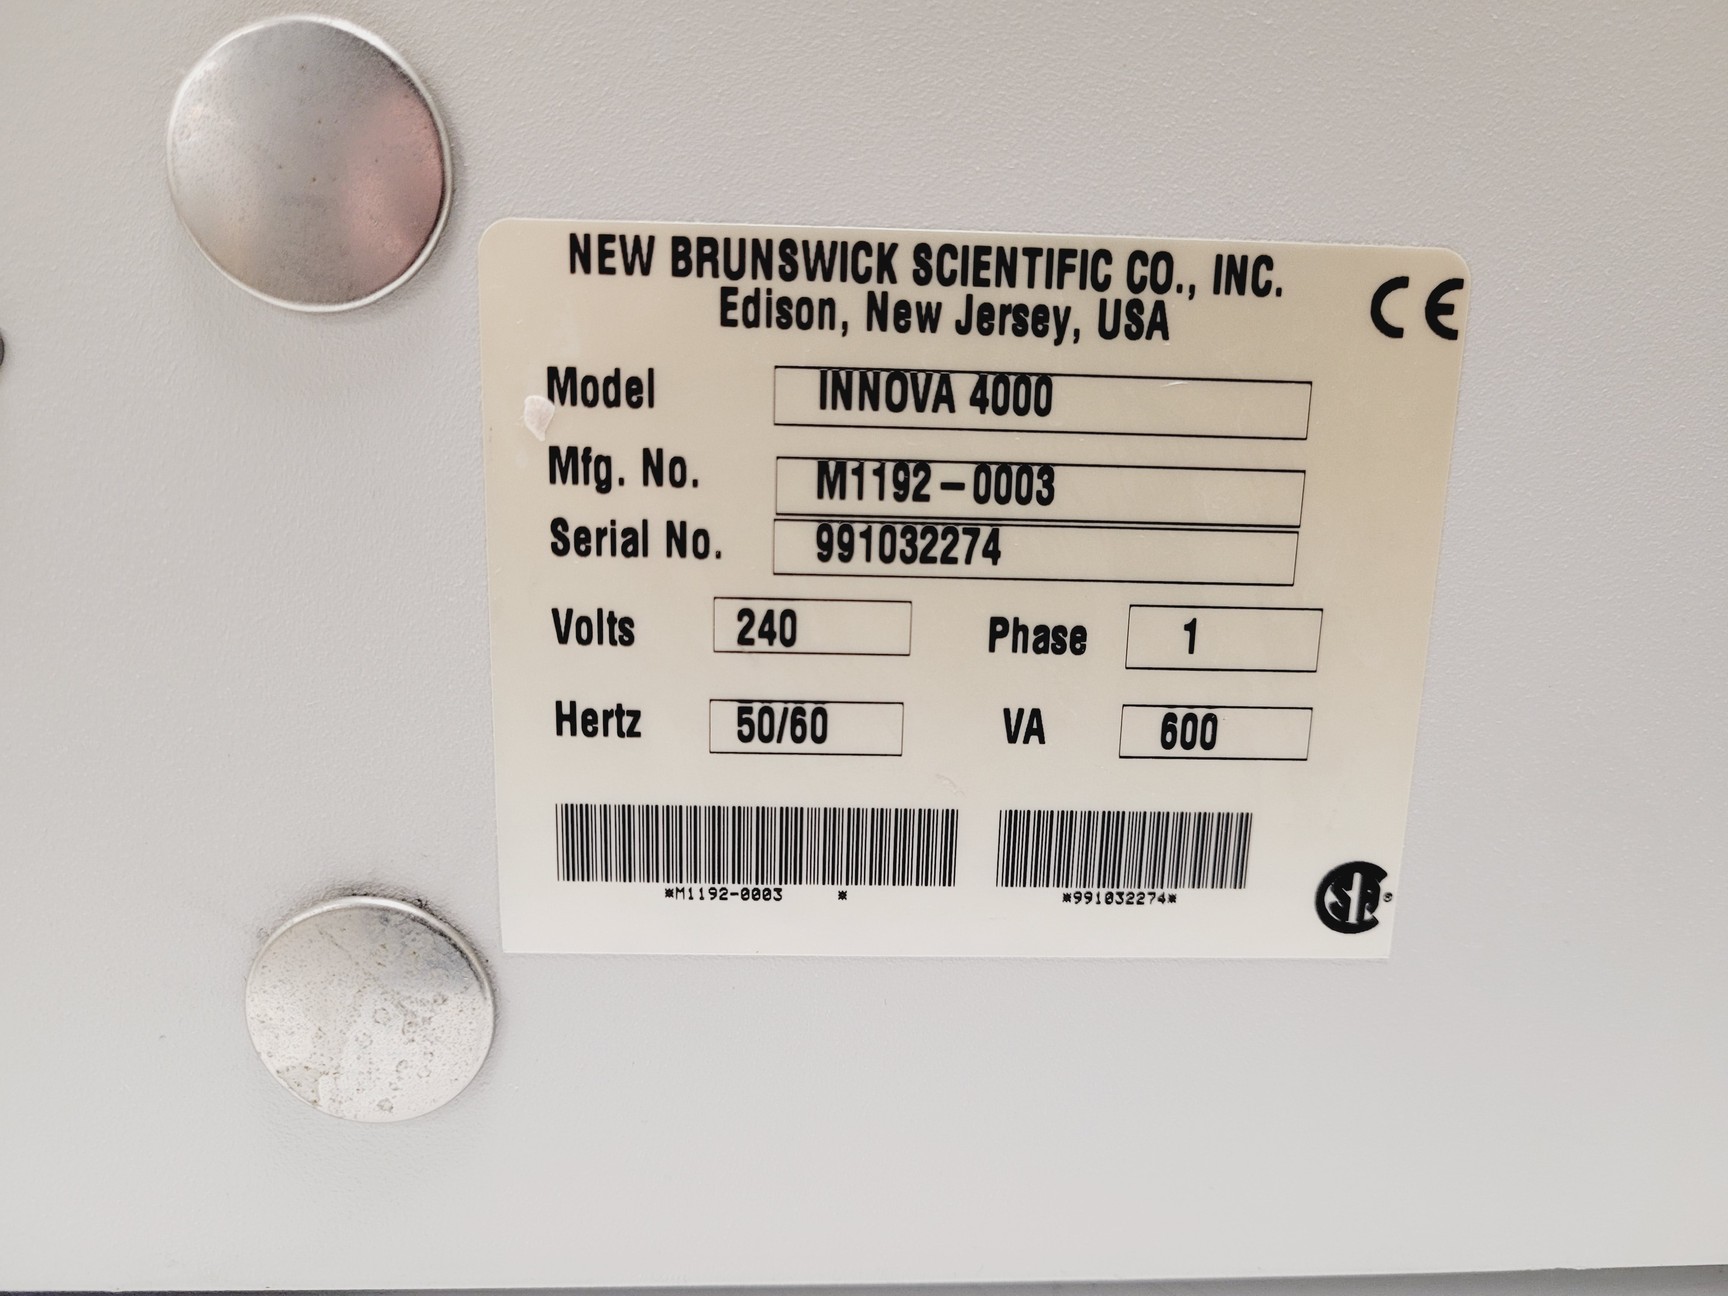 NEW BRUNSWICK SCIENTIFIC CO., INC.
Edison, New Jersey, USA
CE
Model INNOVA 4000
Mfg. No. M1192-0003
Serial No. 991032274
Volts 240 Phase 1
Hertz 50/60 VA 600
*M1192-0003 * *991032274*
SA ®